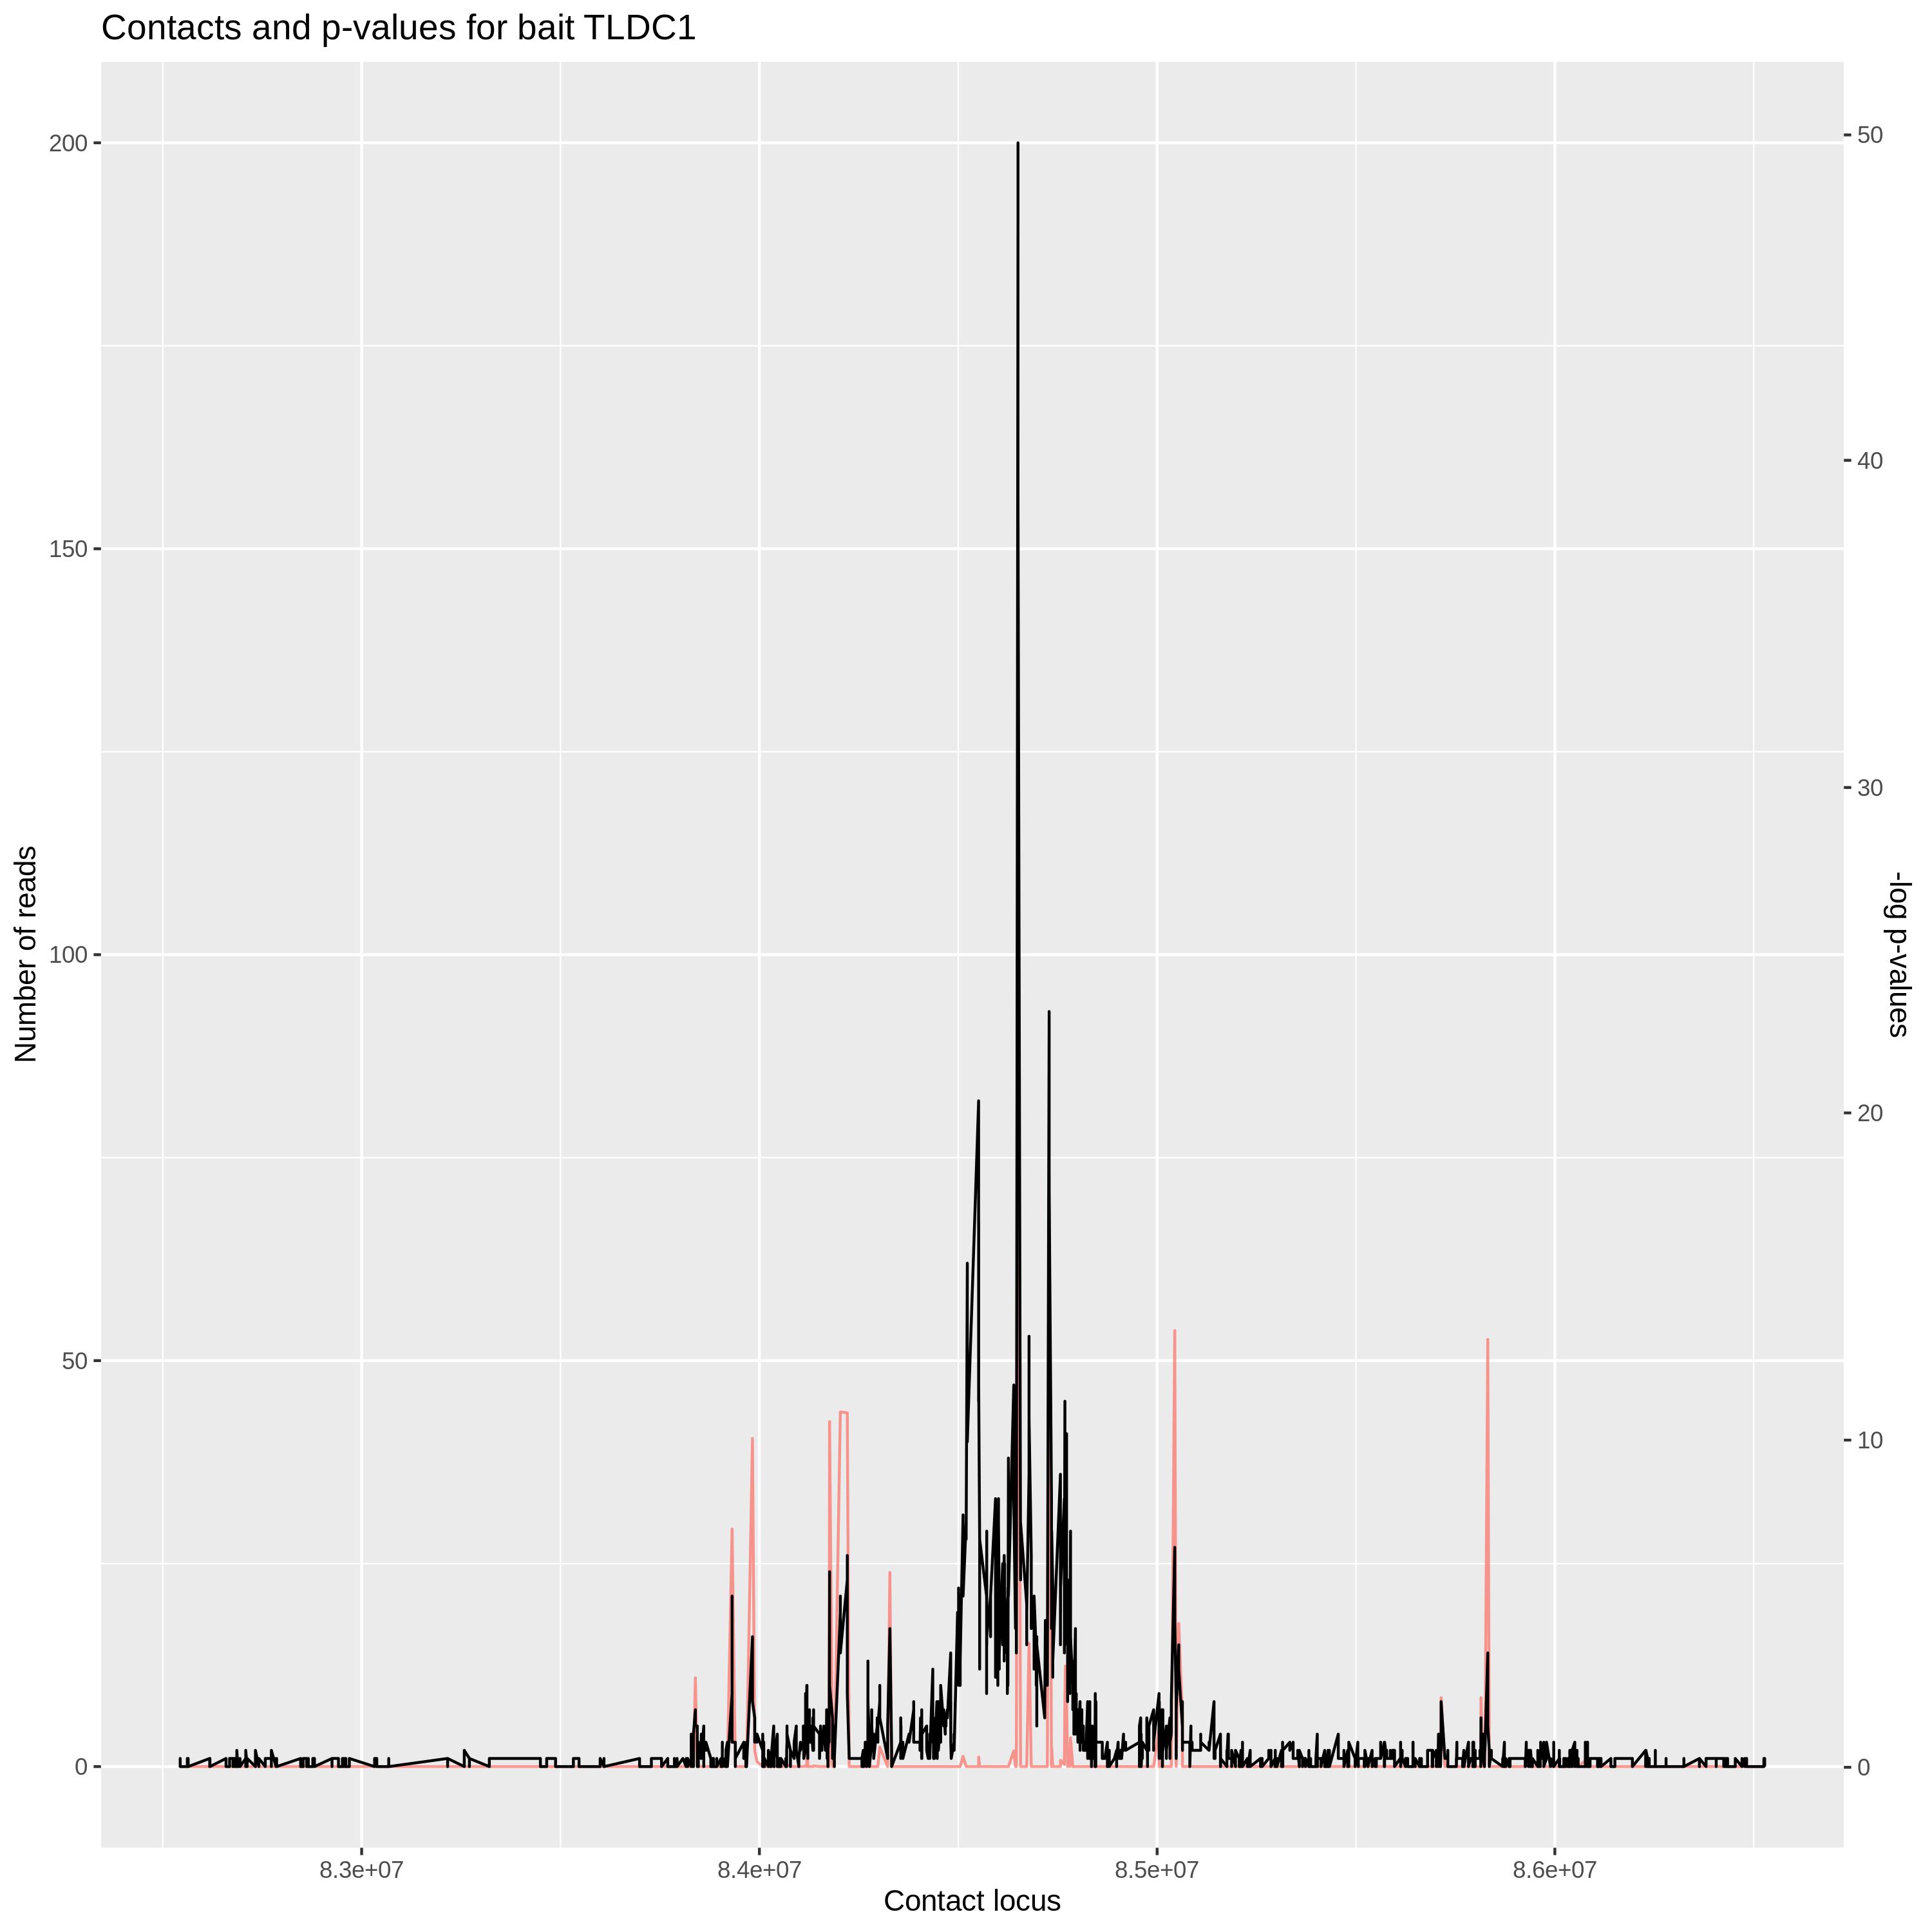 Contacts and p-values for bait TLDC1
200
150
100
50
0
50
40
30
20
10
0
Number of reads
-log p-values
8.3e+07 8.4e+07 8.5e+07 8.6e+07
Contact locus